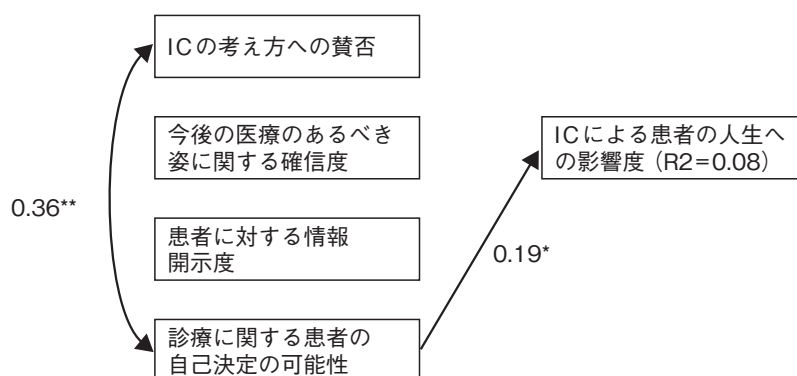 ICの考え方への賛否
今後の医療のあるべき
姿に関する確信度
患者に対する情報
開示度
診療に関する患者の
自己決定の可能性
0.36**
0.19*
ICによる患者の人生へ
の影響度（R2=0.08）